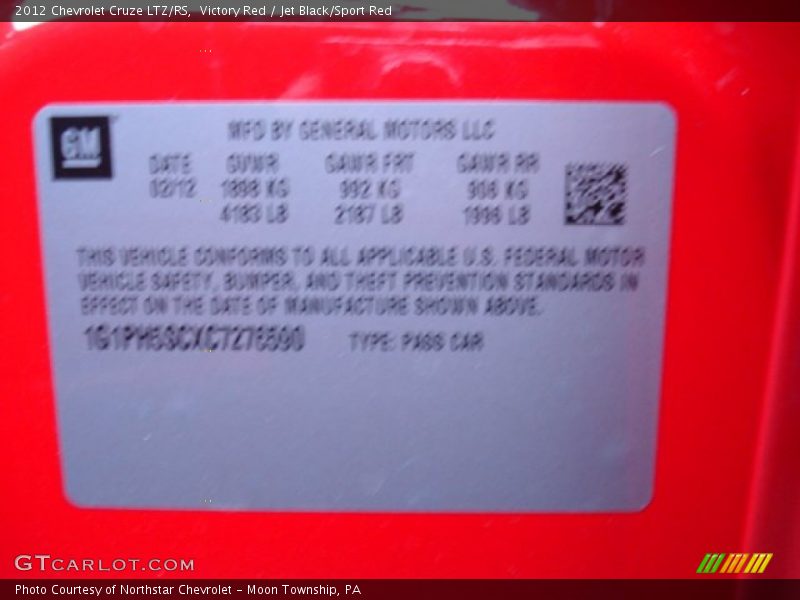 2012 Chevrolet Cruze LTZ/RS, Victory Red / Jet Black/Sport Red
GM
MFD BY GENERAL MOTORS LLC
DATE GVWR GAWR FRT GAWR RR
02/12 1898 KG 992 KG 906 KG
4183 LB 2187 LB 1996 LB
THIS VEHICLE CONFORMS TO ALL APPLICABLE U.S. FEDERAL MOTOR
VEHICLE SAFETY, BUMPER, AND THEFT PREVENTION STANDARDS IN
EFFECT ON THE DATE OF MANUFACTURE SHOWN ABOVE.
TYPE: PASS CAR
GTCARLOT.COM
Photo Courtesy of Northstar Chevrolet - Moon Township, PA